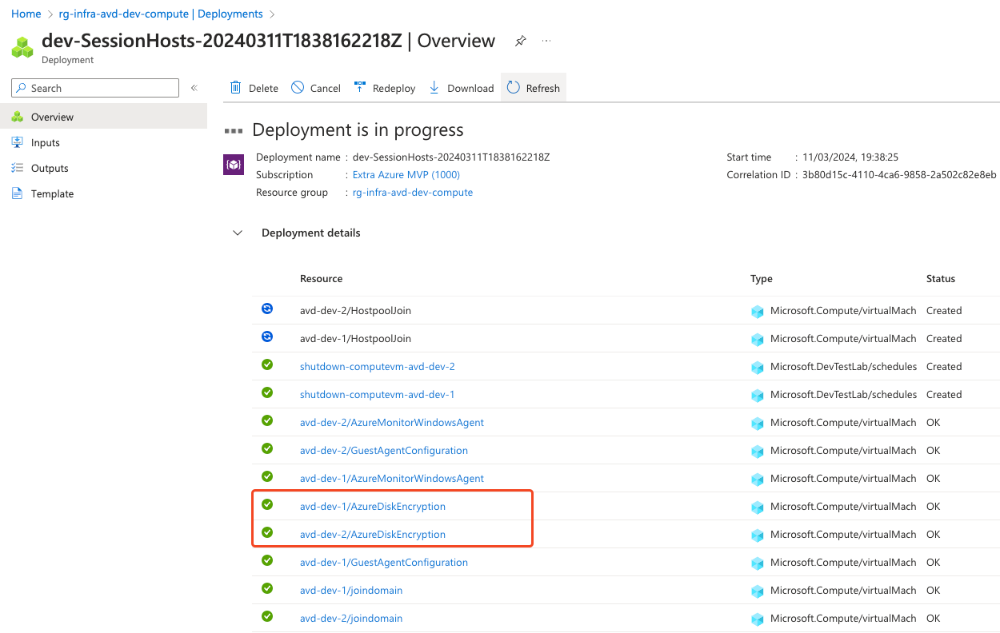 Home > rg-infra-avd-dev-compute | Deployments >
dev-SessionHosts-20240311T1838162218Z | Overview
Deployment
Search
«
Overview
Inputs
Outputs
Template
Delete Cancel Redeploy Download Refresh
Deployment is in progress
Deployment name : dev-SessionHosts-20240311T1838162218Z
Subscription : Extra Azure MVP (1000)
Resource group : rg-infra-avd-dev-compute
Start time : 11/03/2024, 19:38:25
Correlation ID : 3b80d15c-4110-4ca6-9858-2a502c82e8eb
Deployment details
Resource Type Status
avd-dev-2/HostpoolJoin Microsoft.Compute/virtualMach Created
avd-dev-1/HostpoolJoin Microsoft.Compute/virtualMach Created
shutdown-computevm-avd-dev-2 Microsoft.DevTestLab/schedules Created
shutdown-computevm-avd-dev-1 Microsoft.DevTestLab/schedules Created
avd-dev-2/AzureMonitorWindowsAgent Microsoft.Compute/virtualMach OK
avd-dev-2/GuestAgentConfiguration Microsoft.Compute/virtualMach OK
avd-dev-1/AzureMonitorWindowsAgent Microsoft.Compute/virtualMach OK
avd-dev-1/AzureDiskEncryption Microsoft.Compute/virtualMach OK
avd-dev-2/AzureDiskEncryption Microsoft.Compute/virtualMach OK
avd-dev-1/GuestAgentConfiguration Microsoft.Compute/virtualMach OK
avd-dev-1/joindomain Microsoft.Compute/virtualMach OK
avd-dev-2/joindomain Microsoft.Compute/virtualMach OK